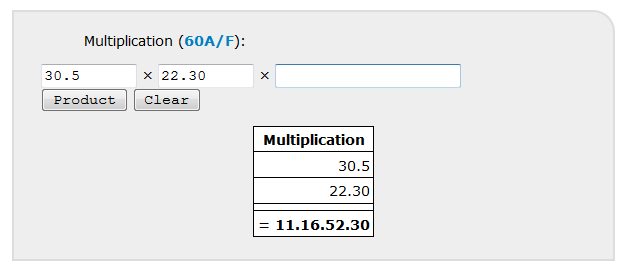 Multiplication (60A/F):
30.5 × 22.30 ×
Product Clear
Multiplication
30.5
22.30
= 11.16.52.30